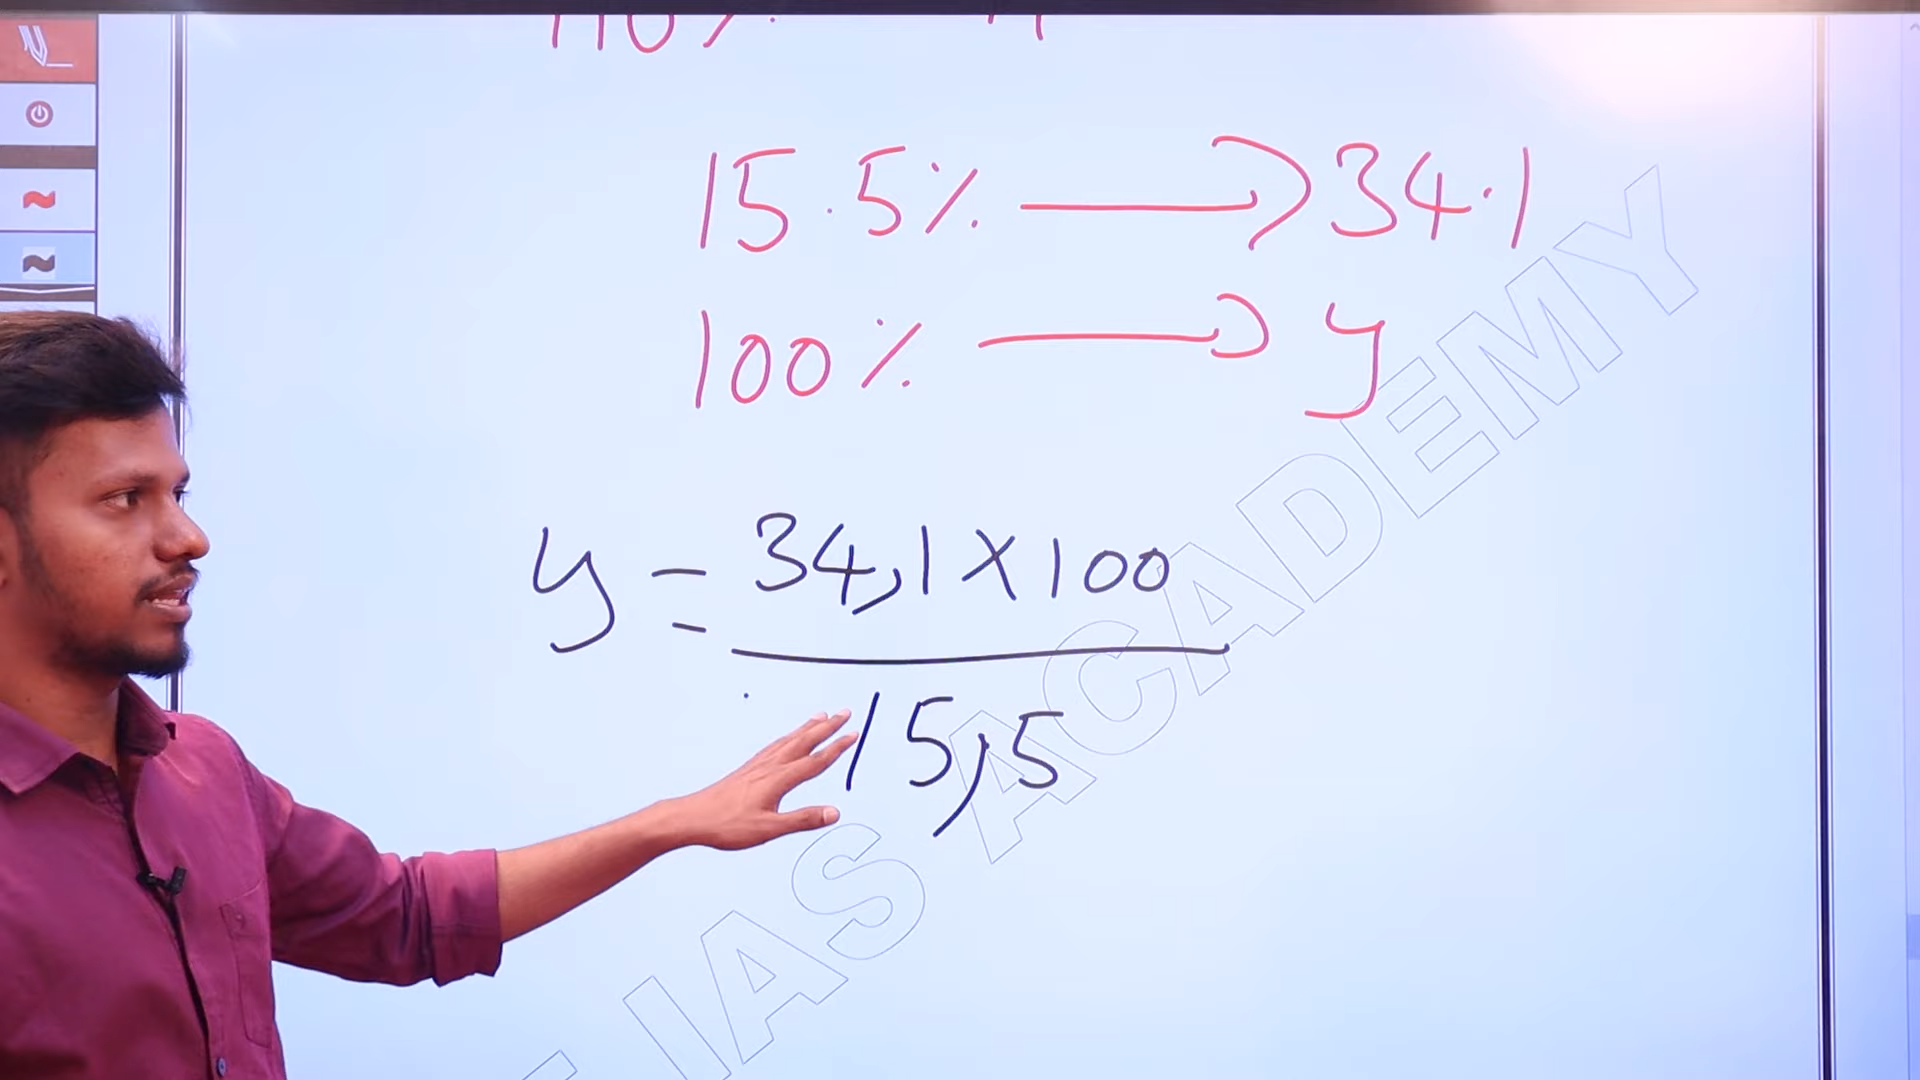 15.5% → 34.1
100% → y
y = 34,1 X 100
15,5
IAS ACADEMY